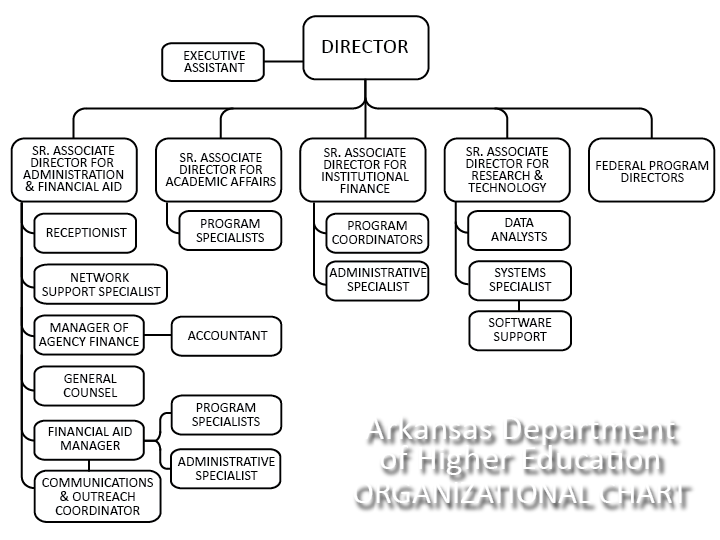 DIRECTOR
EXECUTIVE
ASSISTANT
SR. ASSOCIATE
DIRECTOR FOR
ADMINISTRATION
& FINANCIAL AID
SR. ASSOCIATE
DIRECTOR FOR
ACADEMIC AFFAIRS
SR. ASSOCIATE
DIRECTOR FOR
INSTITUTIONAL
FINANCE
SR. ASSOCIATE
DIRECTOR FOR
RESEARCH &
TECHNOLOGY
FEDERAL PROGRAM
DIRECTORS
RECEPTIONIST
NETWORK
SUPPORT SPECIALIST
MANAGER OF
AGENCY FINANCE
ACCOUNTANT
GENERAL
COUNSEL
FINANCIAL AID
MANAGER
PROGRAM
SPECIALISTS
ADMINISTRATIVE
SPECIALIST
COMMUNICATIONS
& OUTREACH
COORDINATOR
PROGRAM
SPECIALISTS
PROGRAM
COORDINATORS
ADMINISTRATIVE
SPECIALIST
DATA
ANALYSTS
SYSTEMS
SPECIALIST
SOFTWARE
SUPPORT
Arkansas Department
of Higher Education
ORGANIZATIONAL CHART